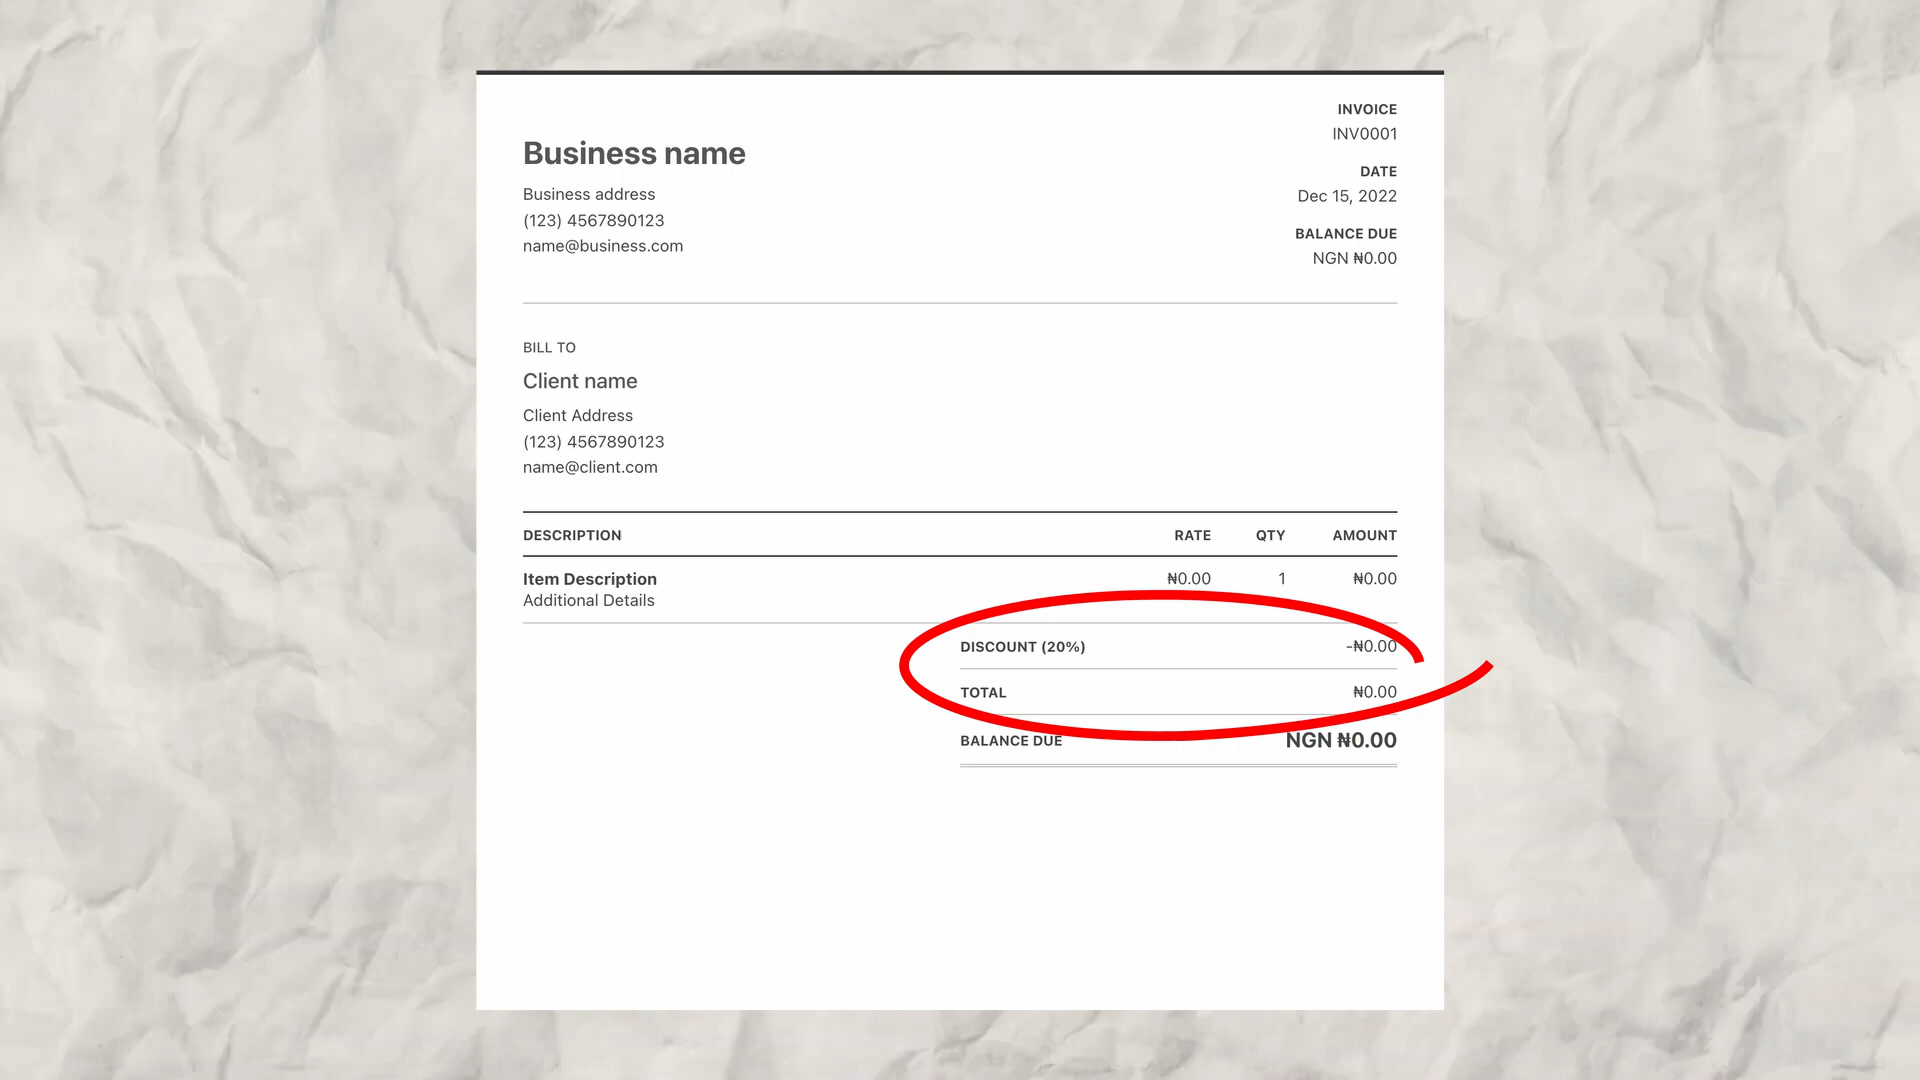 INVOICE
INV0001
Business name
DATE
Business address
Dec 15, 2022
(123) 4567890123
BALANCE DUE
name@business.com
NGN ₦0.00
BILL TO
Client name
Client Address
(123) 4567890123
name@client.com
DESCRIPTION RATE QTY AMOUNT
Item Description ₦0.00 1 ₦0.00
Additional Details
DISCOUNT (20%) -₦0.00
TOTAL ₦0.00
BALANCE DUE NGN ₦0.00